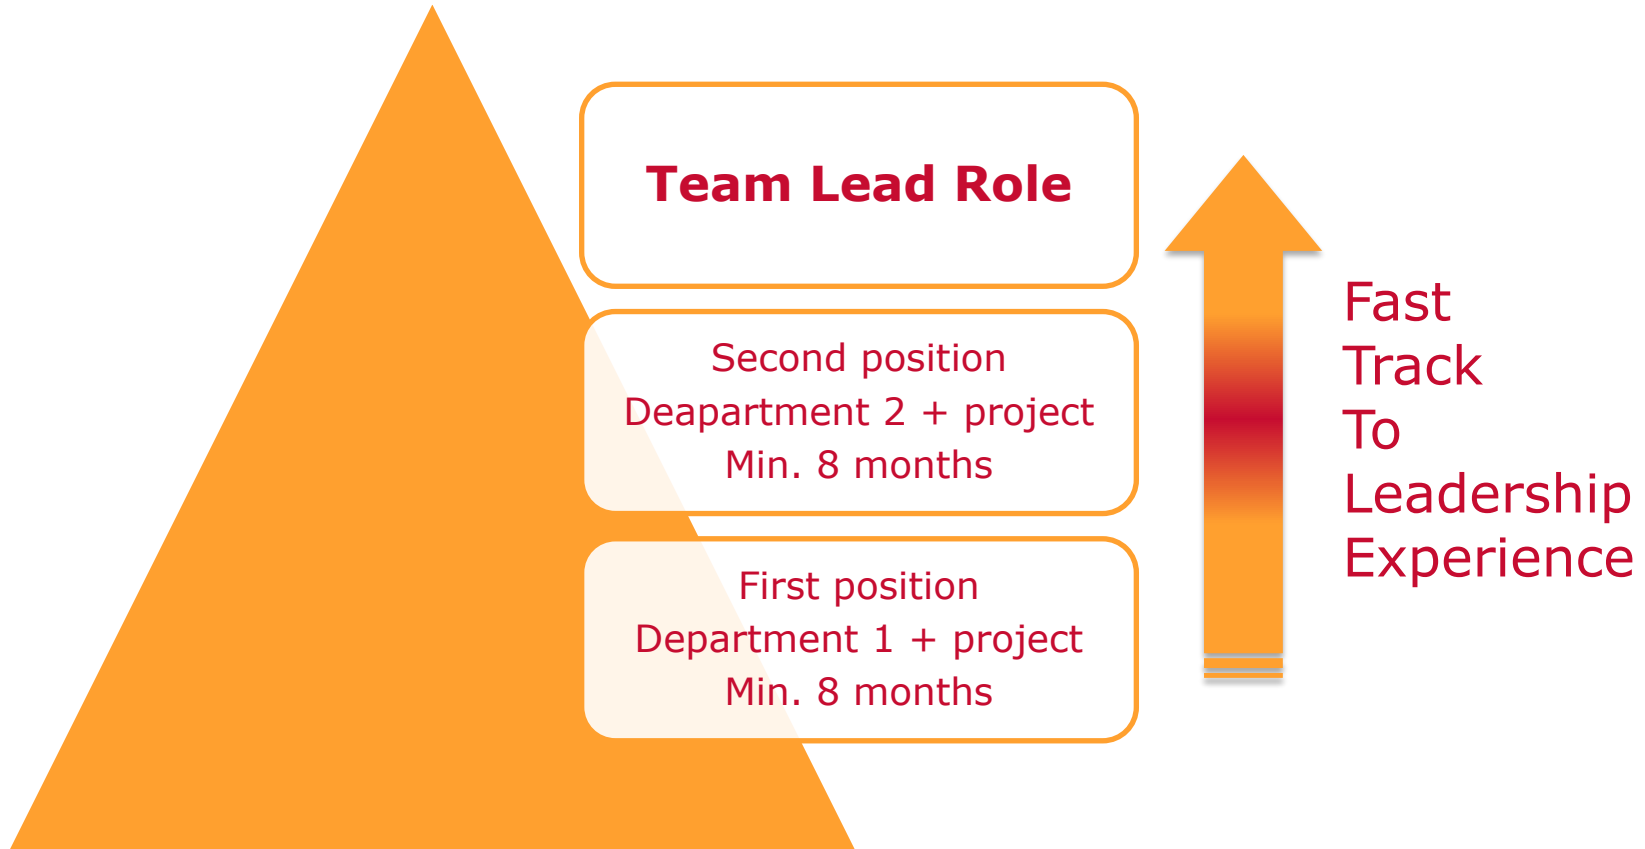 Team Lead Role
Second position
Deapartment 2 + project
Min. 8 months
First position
Department 1 + project
Min. 8 months
Fast
Track
To
Leadership
Experience